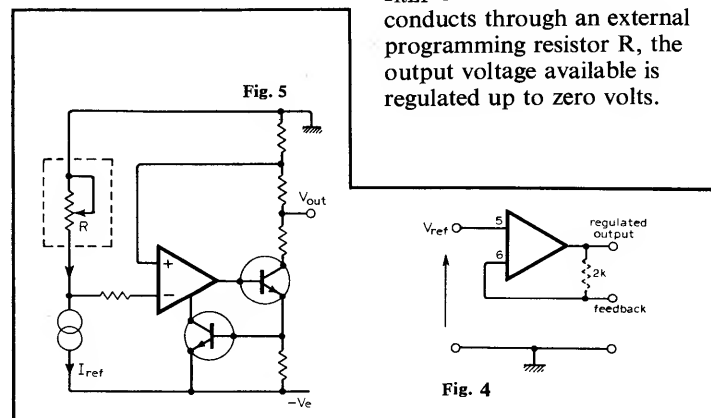 conducts through an external
programming resistor R, the
output voltage available is
regulated up to zero volts.
Fig. 5
R
Vout
+
−
Iref
−Ve
Vref
5
6
regulated
output
2k
feedback
Fig. 4